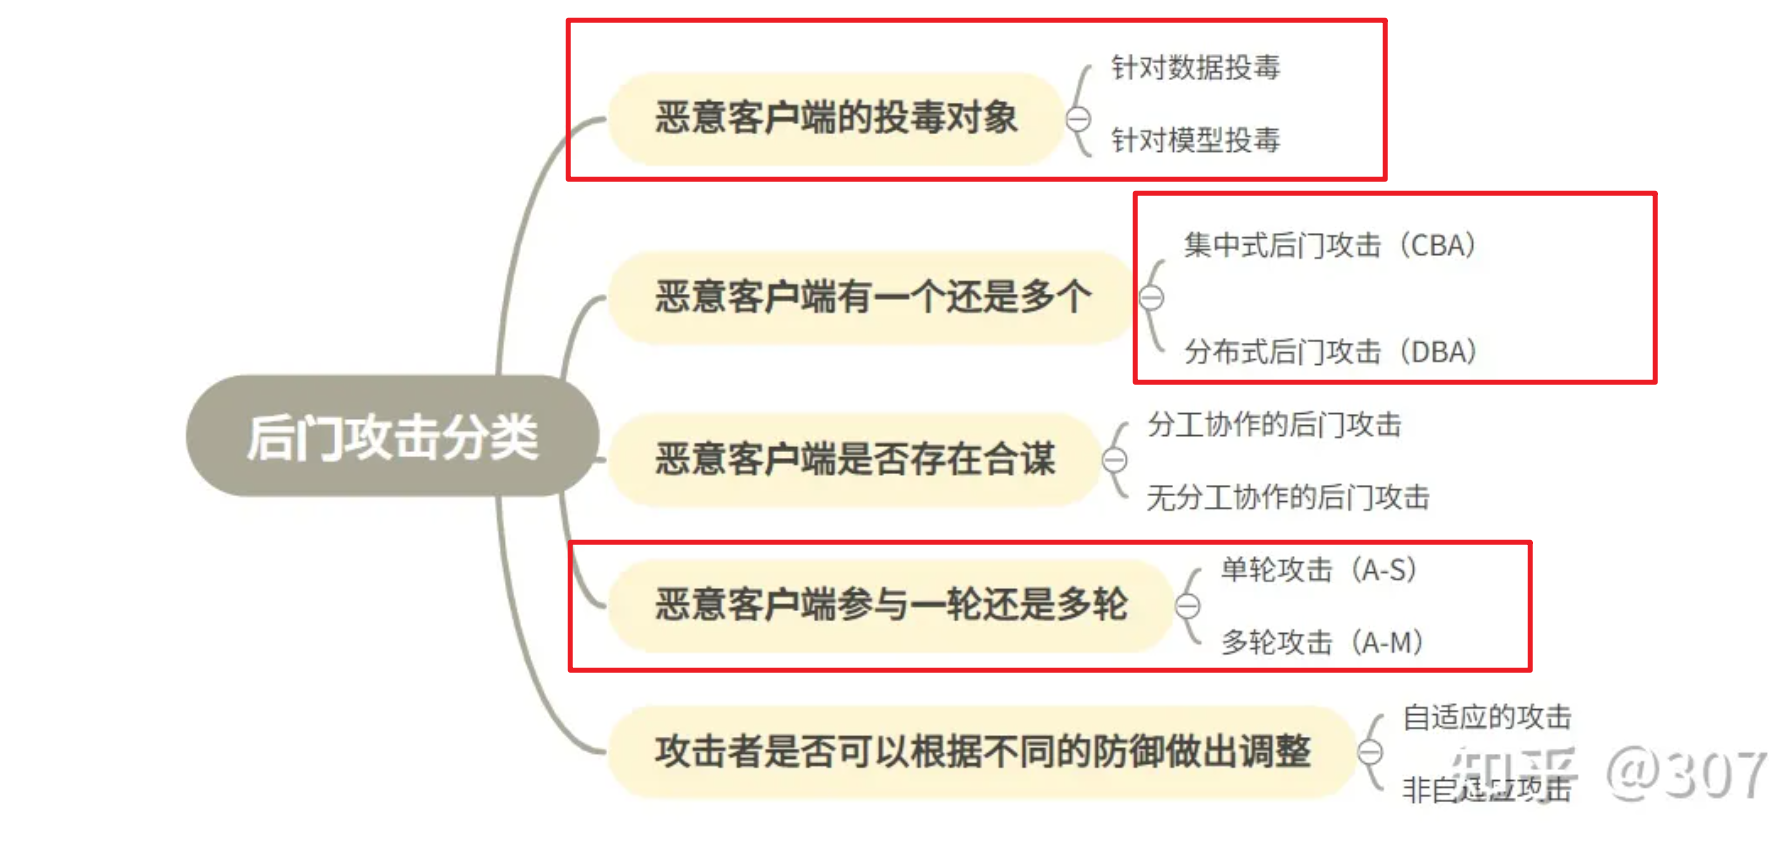 后门攻击分类
恶意客户端的投毒对象
针对数据投毒
针对模型投毒
恶意客户端有一个还是多个
集中式后门攻击（CBA）
分布式后门攻击（DBA）
恶意客户端是否存在合谋
分工协作的后门攻击
无分工协作的后门攻击
恶意客户端参与一轮还是多轮
单轮攻击（A-S）
多轮攻击（A-M）
攻击者是否可以根据不同的防御做出调整
自适应的攻击
非自适应攻击
知乎 @307